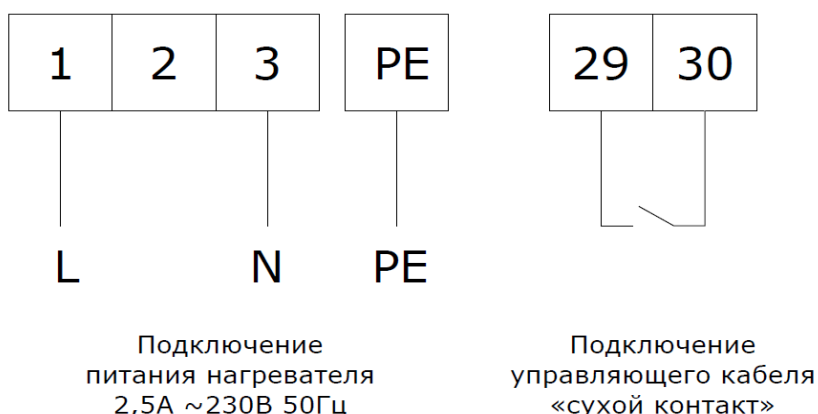 1 2 3 PE 29 30
L N PE
Подключение
питания нагревателя
2,5А ~230В 50Гц
Подключение
управляющего кабеля
«сухой контакт»